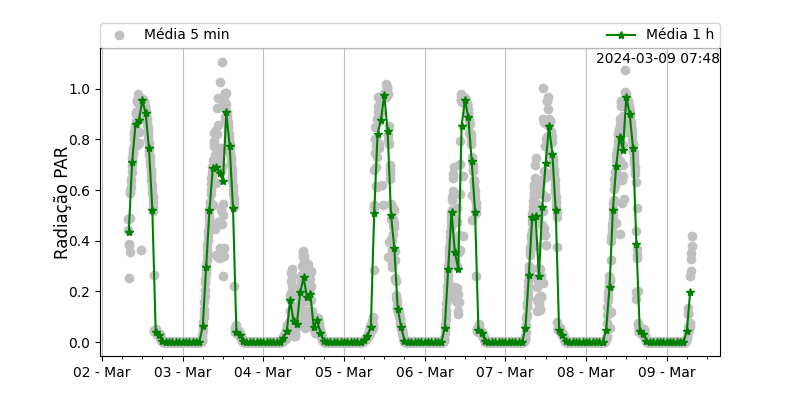 Média 5 min
Média 1 h
2024-03-09 07:48
Radiação PAR
1.0
0.8
0.6
0.4
0.2
0.0
02 - Mar
03 - Mar
04 - Mar
05 - Mar
06 - Mar
07 - Mar
08 - Mar
09 - Mar